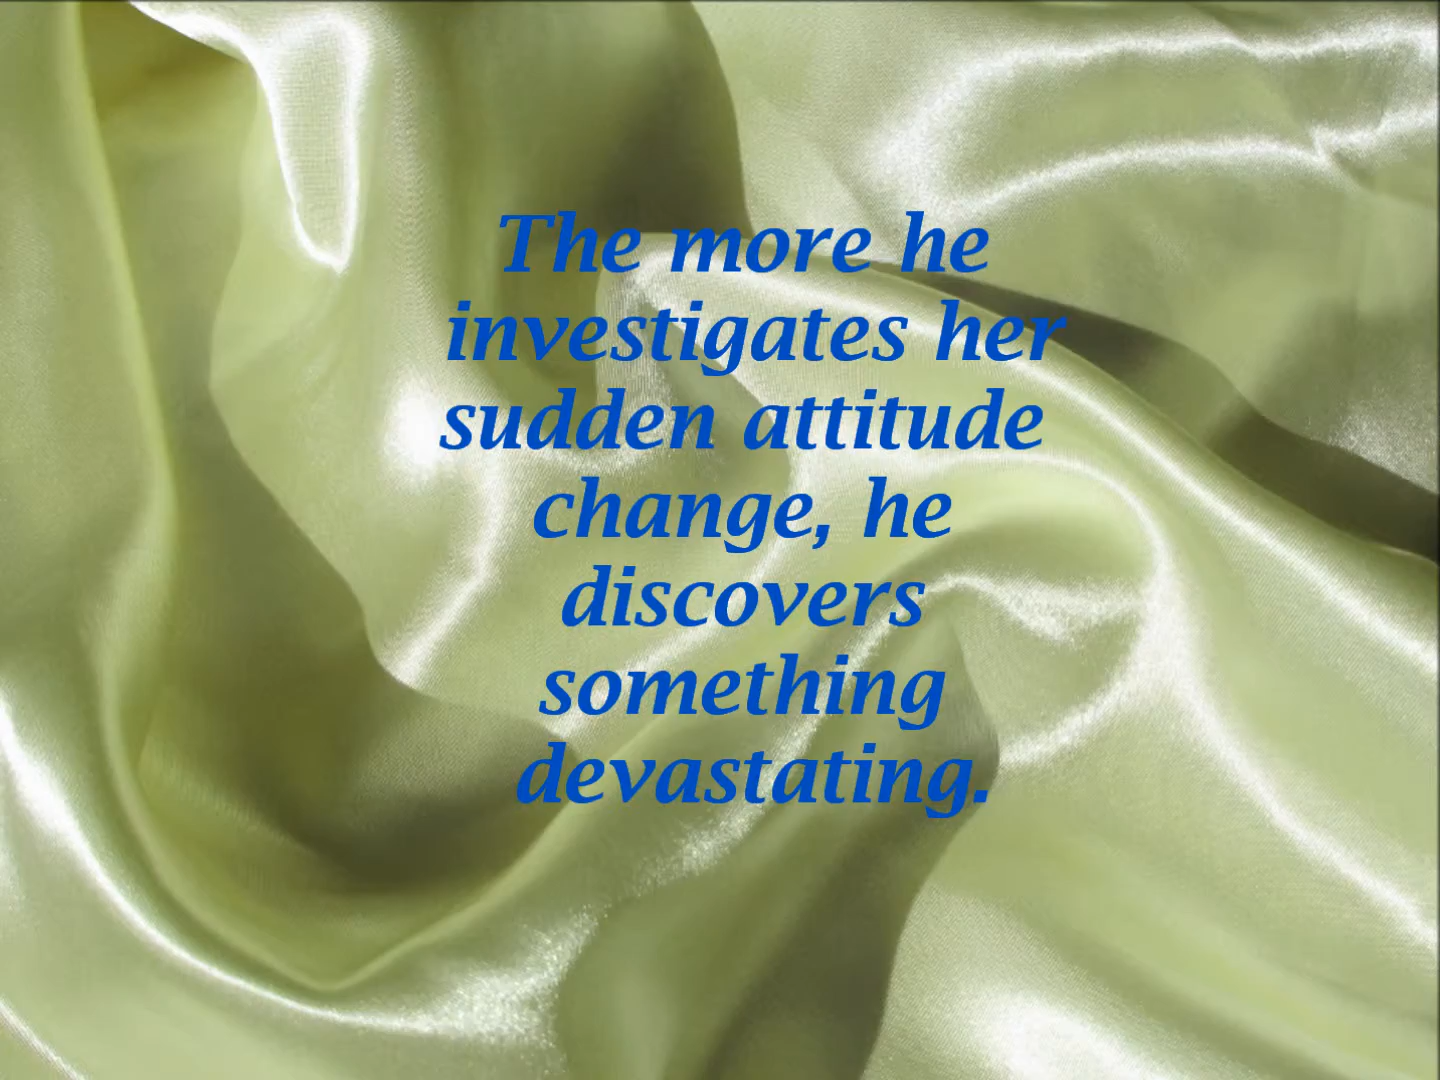 The more he
investigates her
sudden attitude
change, he
discovers
something
devastating.